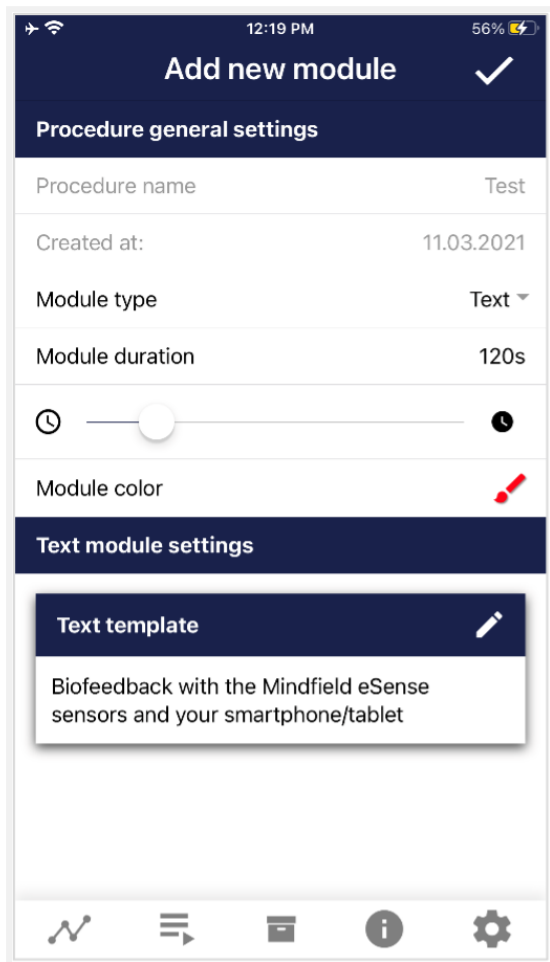 12:19 PM 56%
Add new module
Procedure general settings
Procedure name Test
Created at: 11.03.2021
Module type Text
Module duration 120s
Module color
Text module settings
Text template
Biofeedback with the Mindfield eSense
sensors and your smartphone/tablet